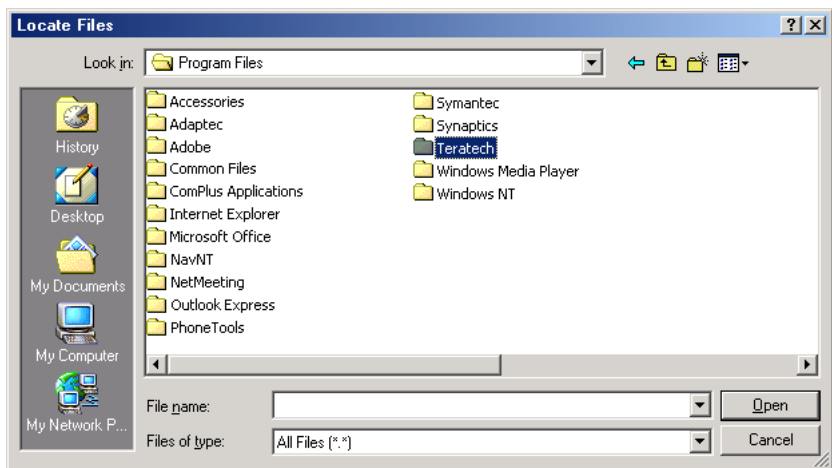 Locate Files
Look in:
Program Files
History
Desktop
My Documents
My Computer
My Network P...
Accessories
Adaptec
Adobe
Common Files
ComPlus Applications
Internet Explorer
Microsoft Office
NavNT
NetMeeting
Outlook Express
PhoneTools
Symantec
Synaptics
Teratech
Windows Media Player
Windows NT
File name:
Open
Files of type:
All Files (*.*)
Cancel